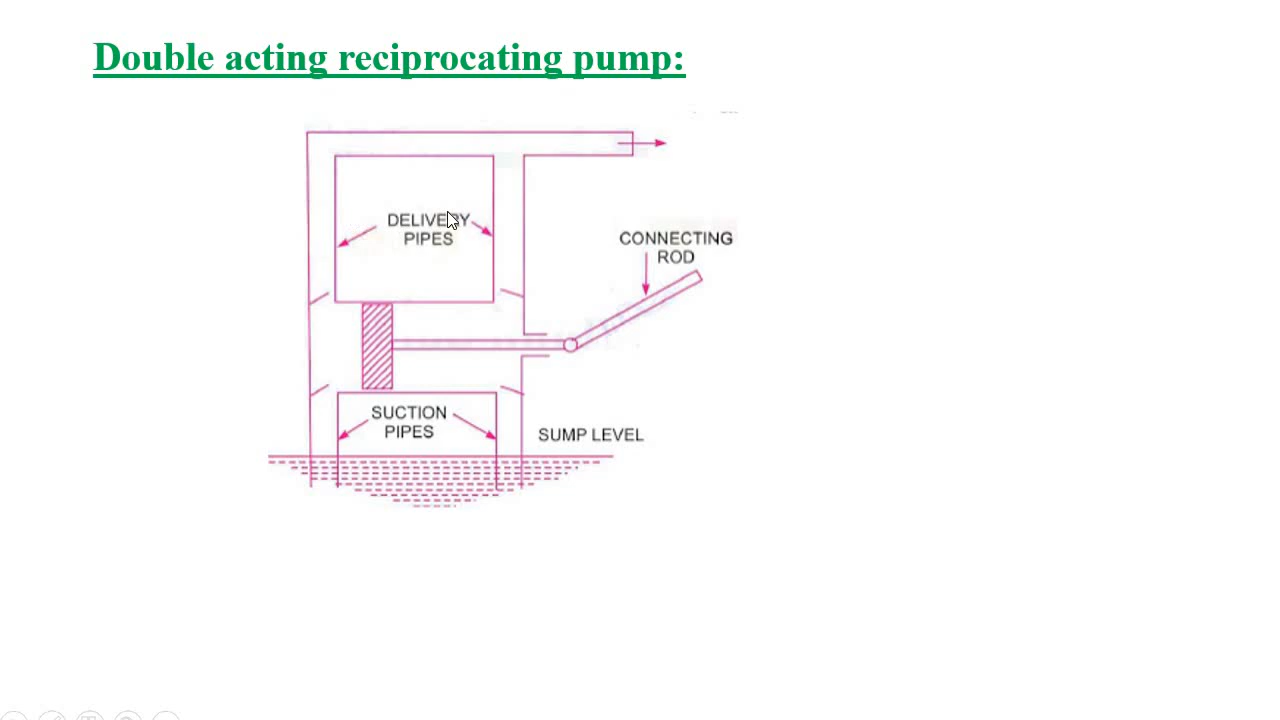 Double acting reciprocating pump:
DELIVERY
PIPES
CONNECTING
ROD
SUCTION
PIPES
SUMP LEVEL